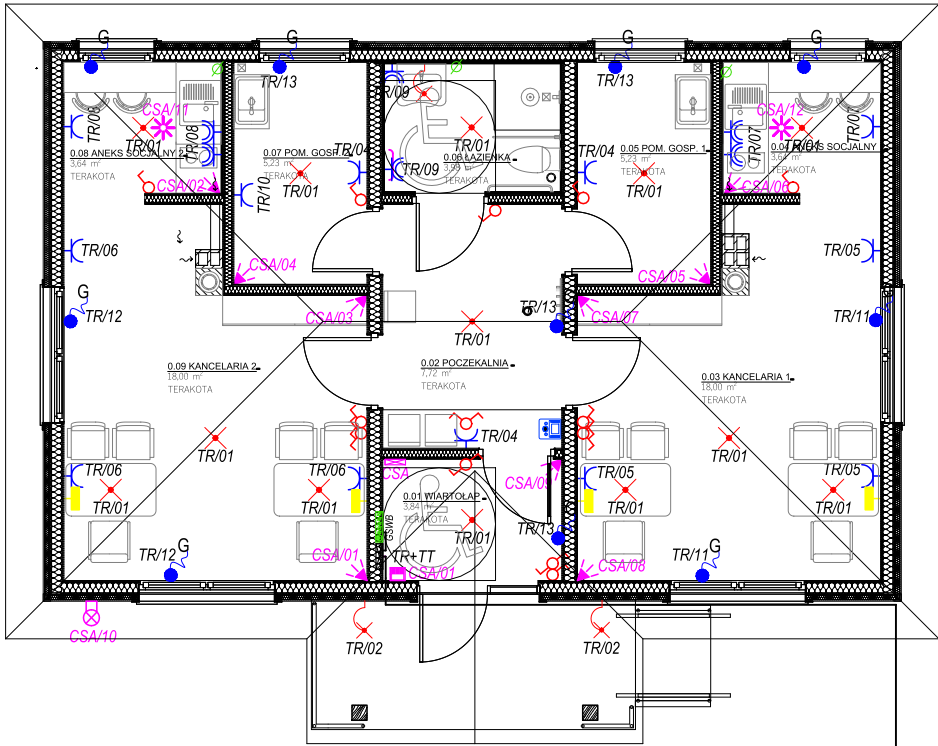 G
G
G
G
TR/13
TR/13
TR/09
TR/08
CSA/11
TR/01
TR/08
0.08 ANEKS SOCJALNY 2
3,64 m²
TERAKOTA
0.07 POM. GOSP. 2
5,23 m²
TERAKOTA
TR/04
TR/01
TR/10
CSA/02
TR/01
0.06 ŁAZIENKA
TERAKOTA
TR/09
TR/04
0.05 POM. GOSP. 1
5,23 m²
TERAKOTA
TR/01
TR/07
CSA/12
TR/01
0.04 ANEKS SOCJALNY
3,64 m²
TERAKOTA
CSA/06
TR/06
CSA/04
CSA/05
TR/05
G
TR/12
CSA/03
TR/01
TR/13
CSA/07
TR/11
0.09 KANCELARIA 2
18,00 m²
TERAKOTA
0.02 POCZEKALNIA
7,72 m²
TERAKOTA
0.03 KANCELARIA 1
18,00 m²
TERAKOTA
TR/01
TR/04
TR/01
TR/06
TR/01
TR/06
TR/01
CSA
CSA/09
0.01 WIATROŁAP
3,84 m²
TERAKOTA
TR/01
TR/05
TR/01
TR/05
TR/01
GSWB
TR/13
TR/12
G
CSA/01
TR+TT
CSA/01
CSA/08
TR/11
G
CSA/10
TR/02
TR/02